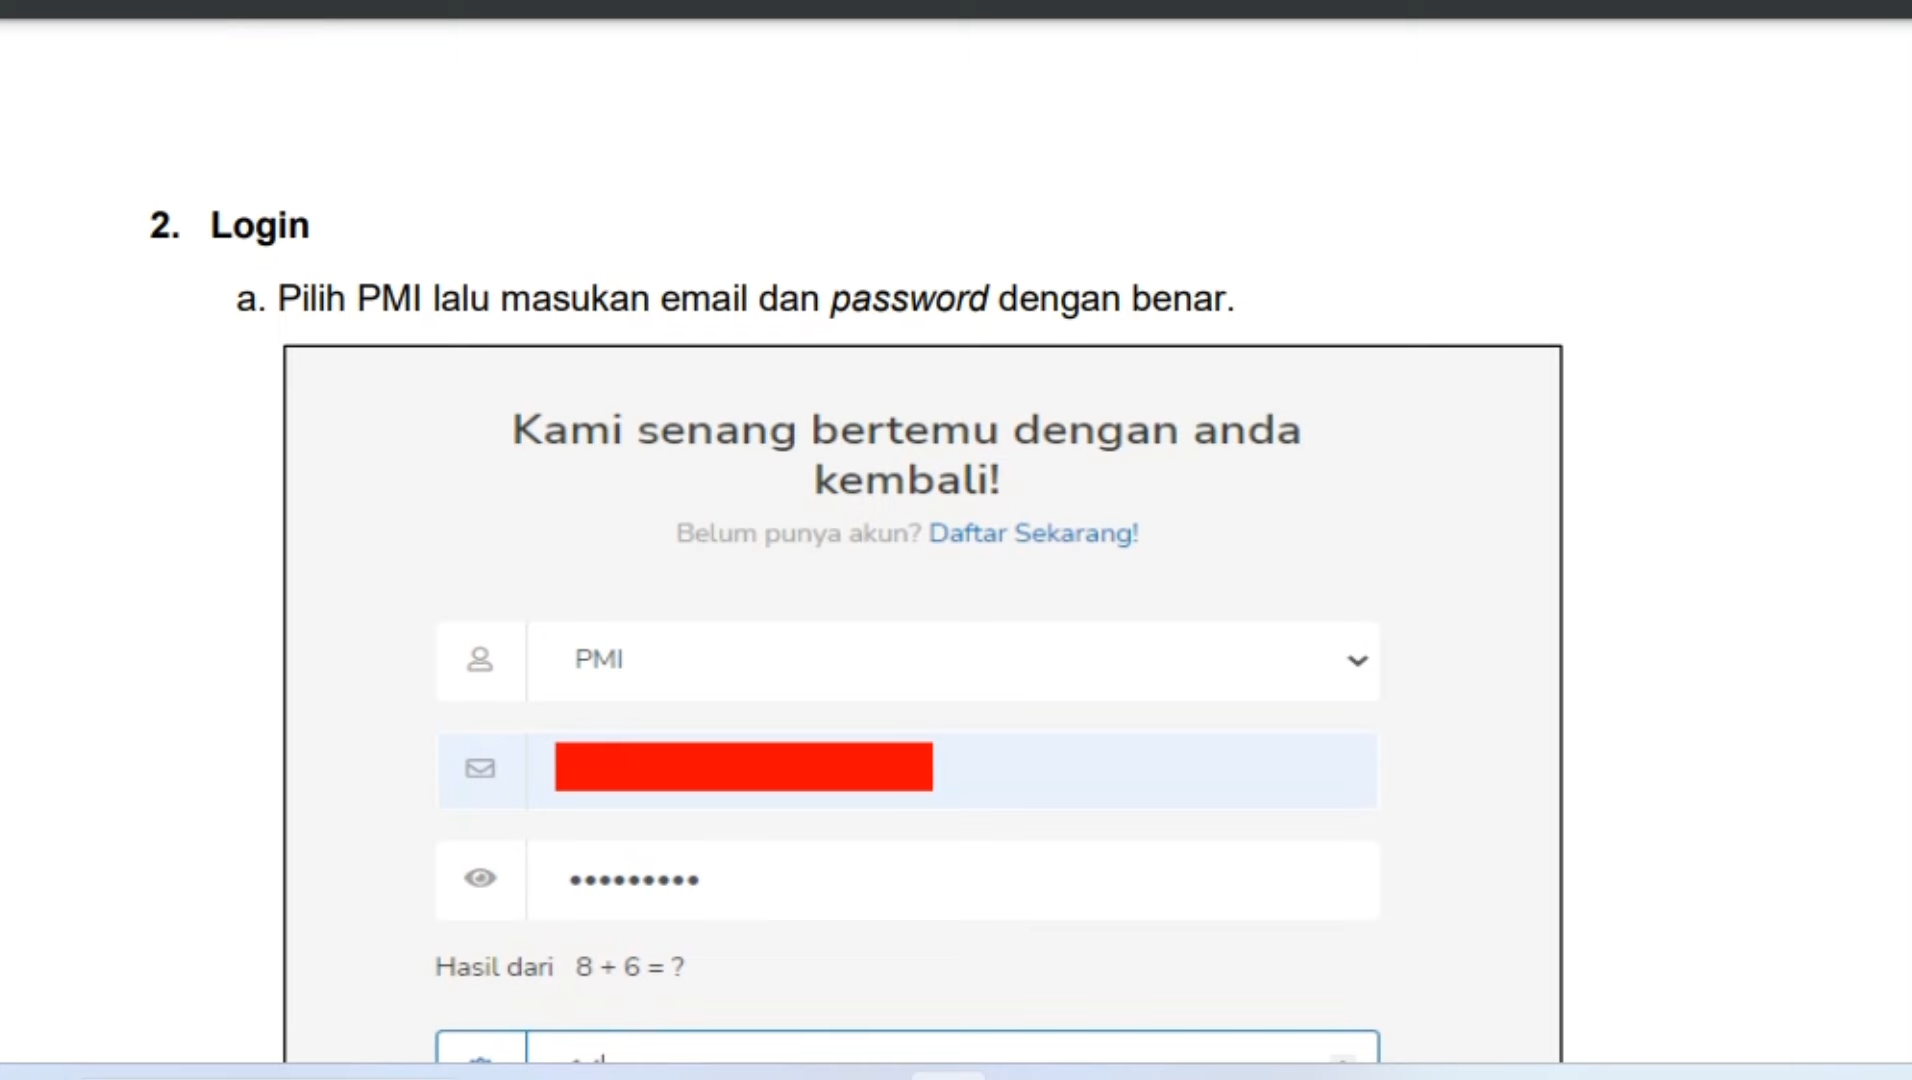 2. Login
a. Pilih PMI lalu masukan email dan password dengan benar.
Kami senang bertemu dengan anda
kembali!
Belum punya akun? Daftar Sekarang!
PMI
Hasil dari 8 + 6 = ?